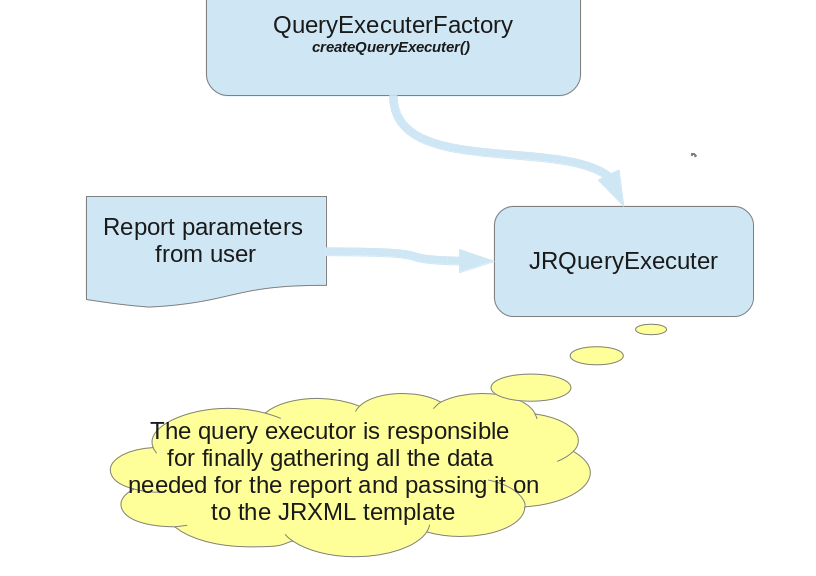 QueryExecuterFactory
createQueryExecuter()
Report parameters
from user
JRQueryExecuter
The query executor is responsible
for finally gathering all the data
needed for the report and passing it on
to the JRXML template